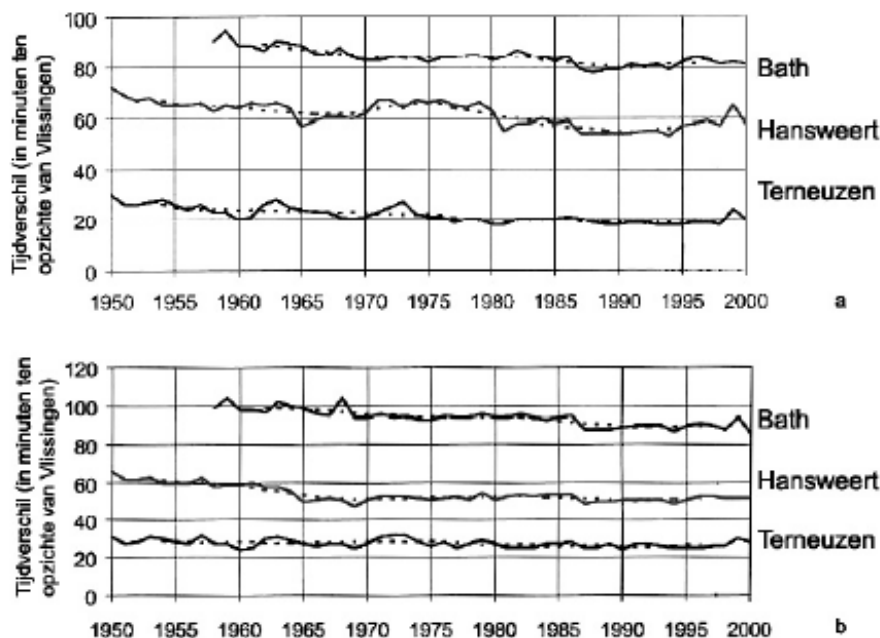 Tijdverschil (in minuten ten
opzichte van Vlissingen)
100
80
60
40
20
0
Bath
Hansweert
Terneuzen
1950 1955 1960 1965 1970 1975 1980 1985 1990 1995 2000 a
Tijdverschil (in minuten ten
opzichte van Vlissingen)
120
100
80
60
40
20
0
Bath
Hansweert
Terneuzen
1950 1955 1960 1965 1970 1975 1980 1985 1990 1995 2000 b